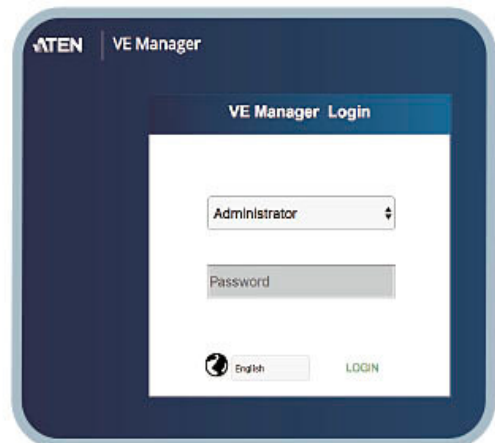 ATEN VE Manager
VE Manager Login
Administrator
Password
English LOGIN